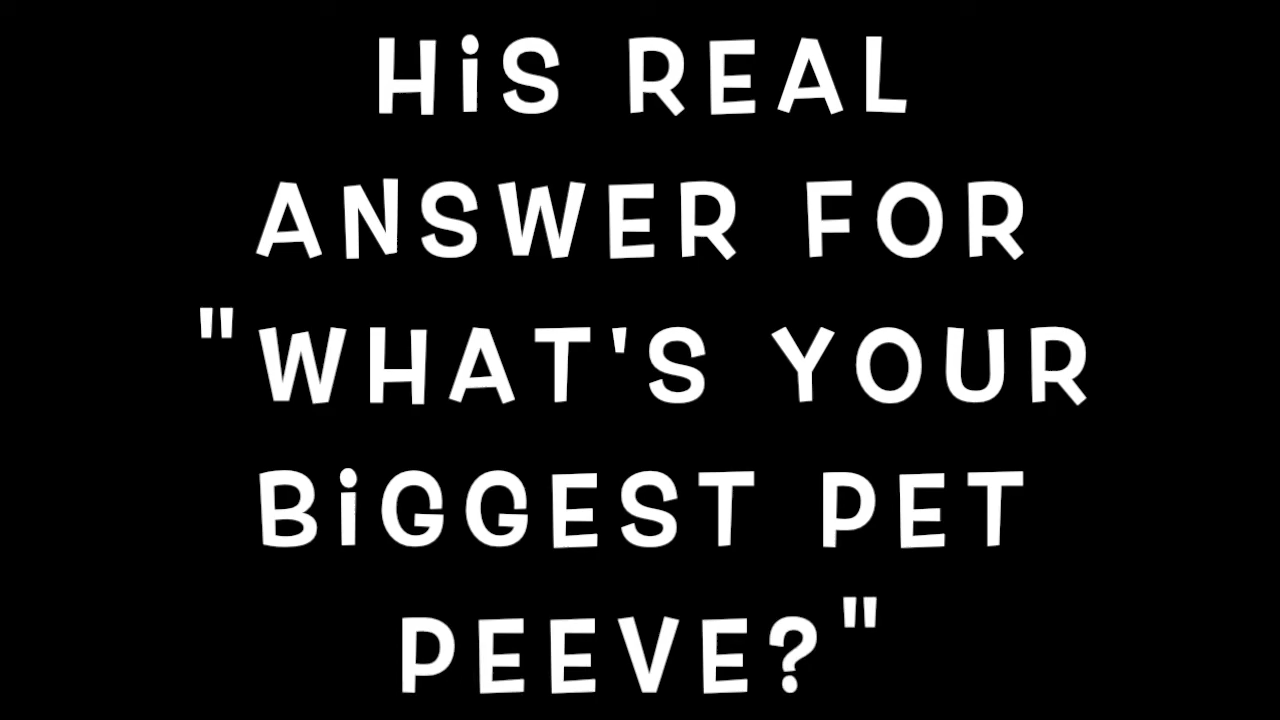 HiS REAL
ANSWER FOR
"WHAT'S YOUR
BiGGEST PET
PEEVE?"